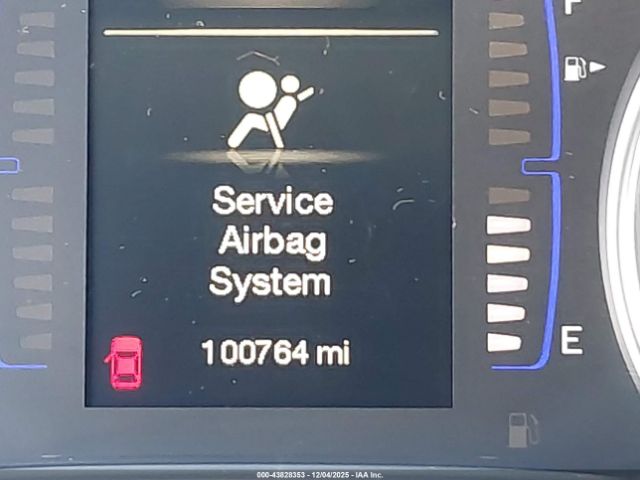 F
Service
Airbag
System
100764 mi
E
000-43828353 - 12/04/2025 - IAA Inc.